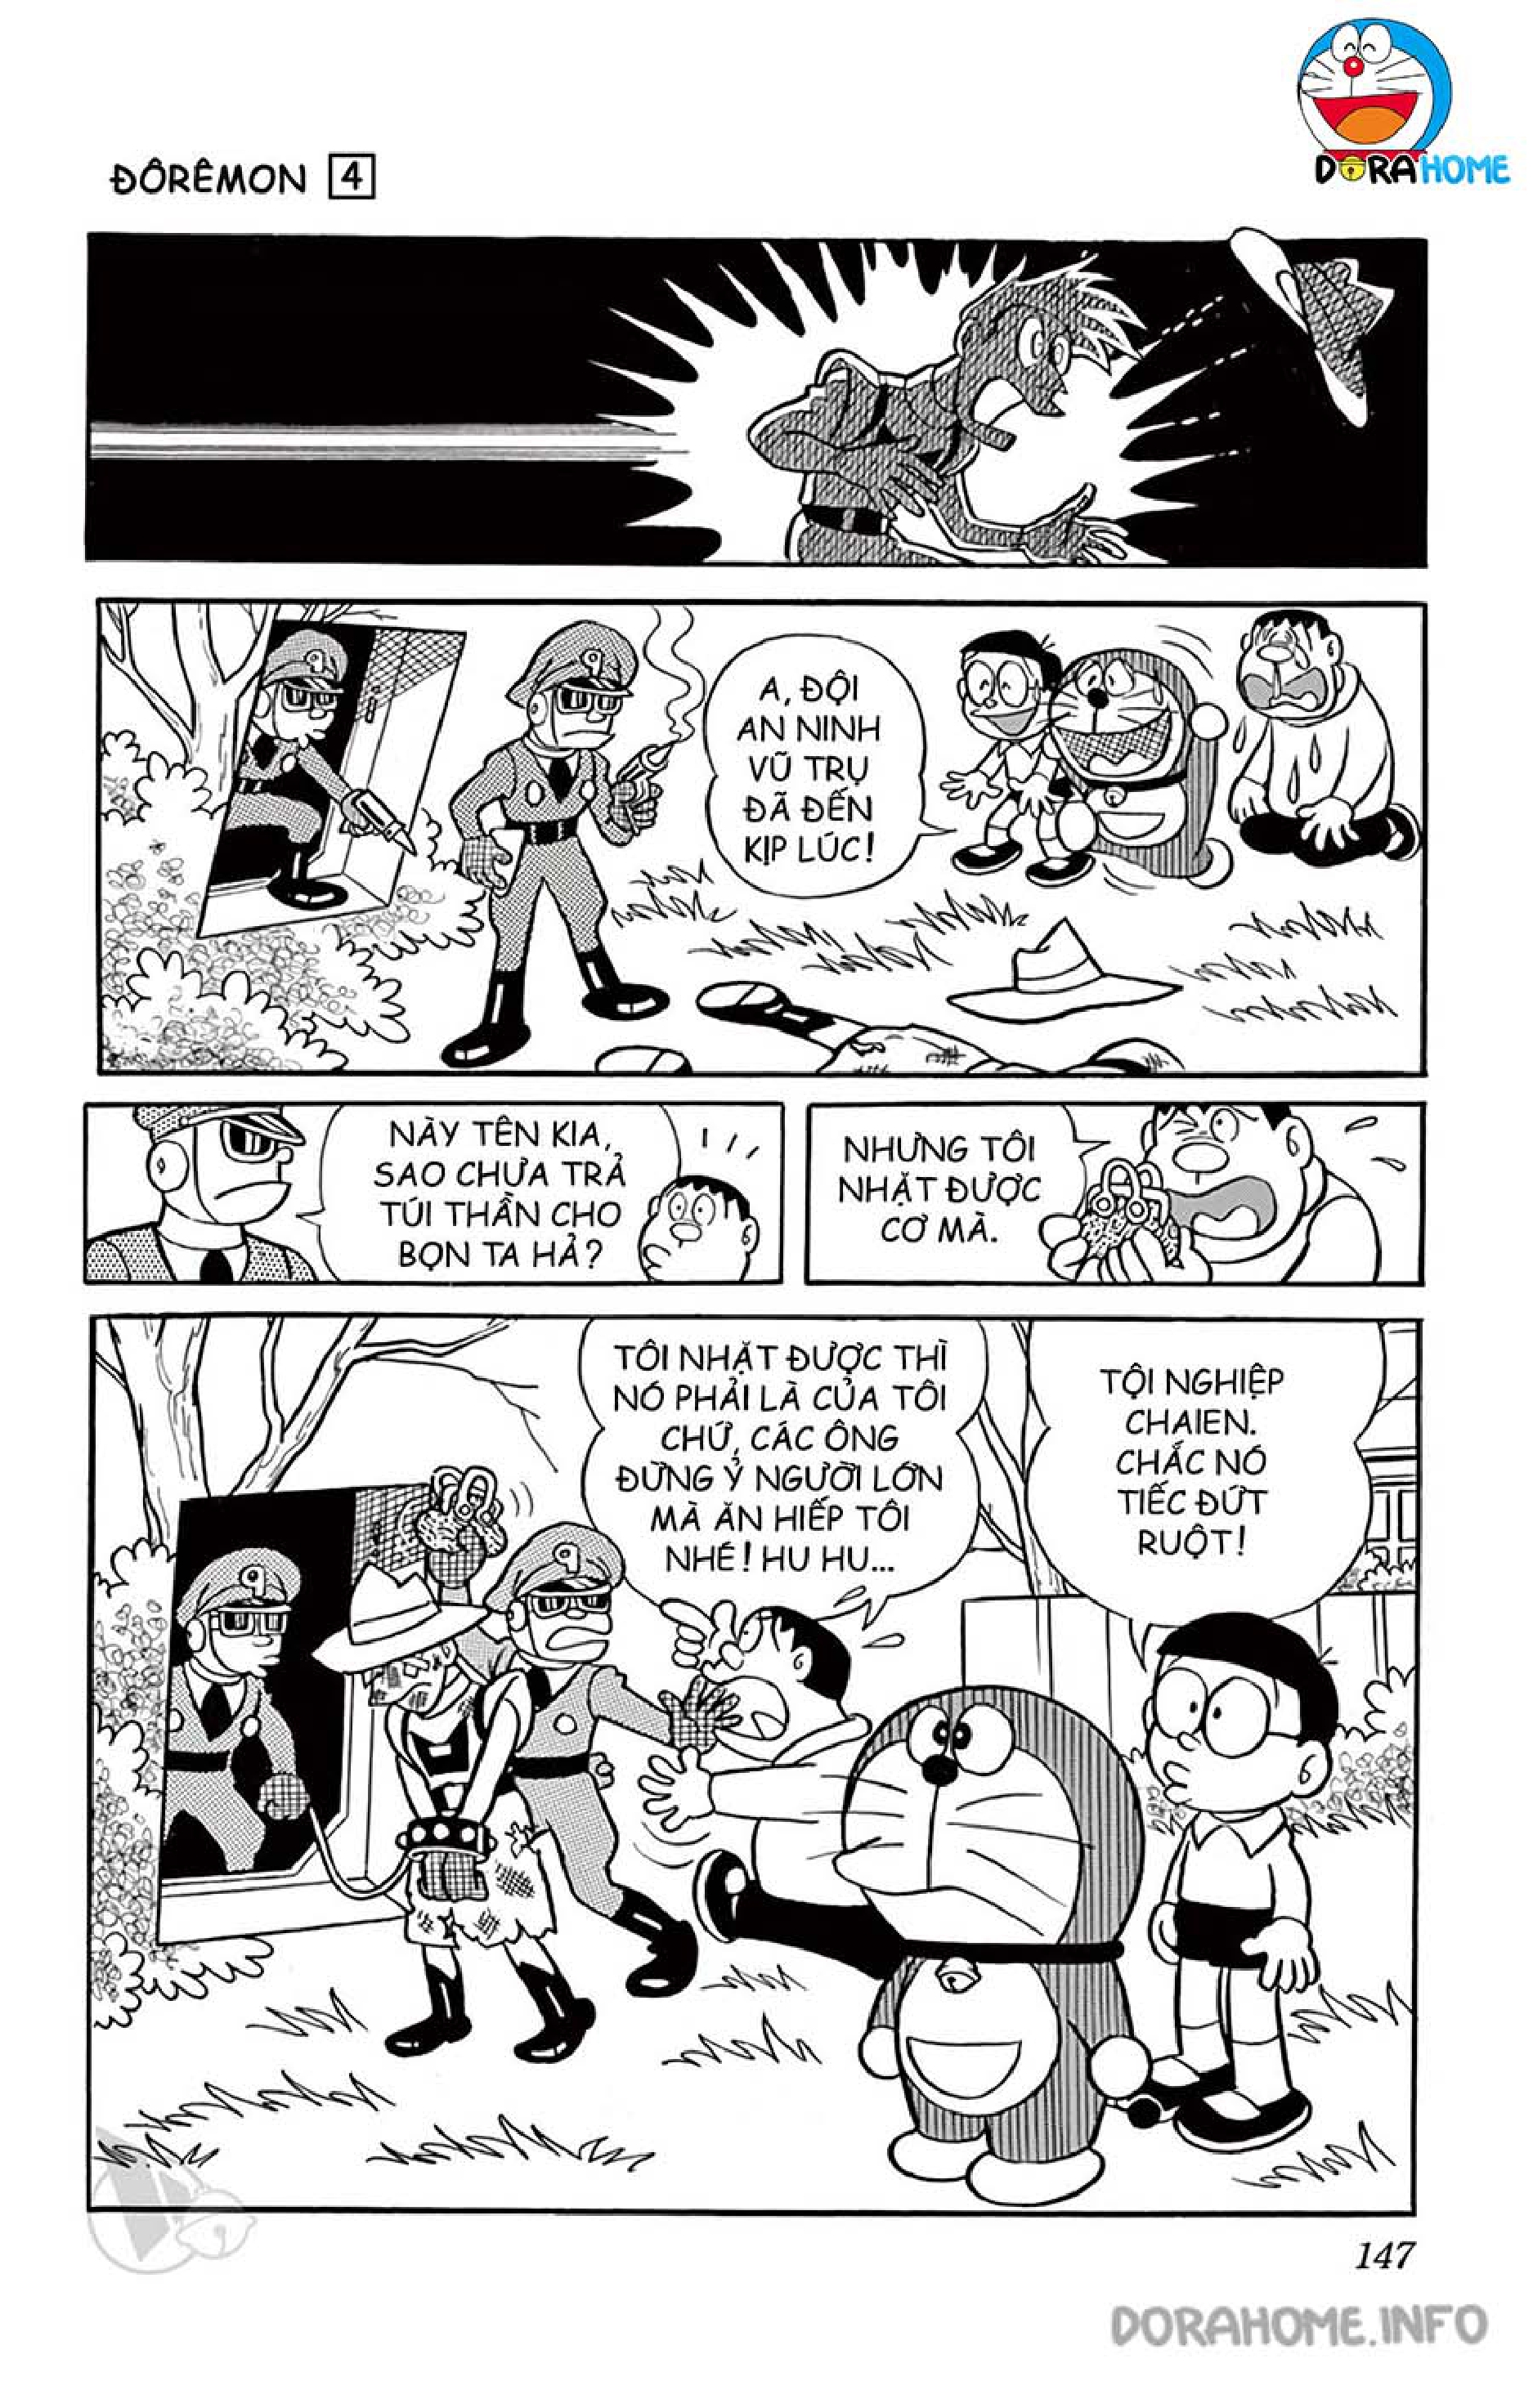 DORAHOME
ĐÔRÊMON 4
A, ĐỘI
AN NINH
VŨ TRỤ
ĐÃ ĐẾN
KỊP LÚC!
NÀY TÊN KIA,
SAO CHƯA TRẢ
TÚI THẦN CHO
BỌN TA HẢ?
NHƯNG TÔI
NHẶT ĐƯỢC
CƠ MÀ.
TÔI NHẶT ĐƯỢC THÌ
NÓ PHẢI LÀ CỦA TÔI
CHỨ, CÁC ÔNG
ĐỪNG Ỷ NGƯỜI LỚN
MÀ ĂN HIẾP TÔI
NHÉ! HU HU...
TỘI NGHIỆP
CHAIEN.
CHẮC NÓ
TIẾC ĐỨT
RUỘT!
147
DORAHOME.INFO